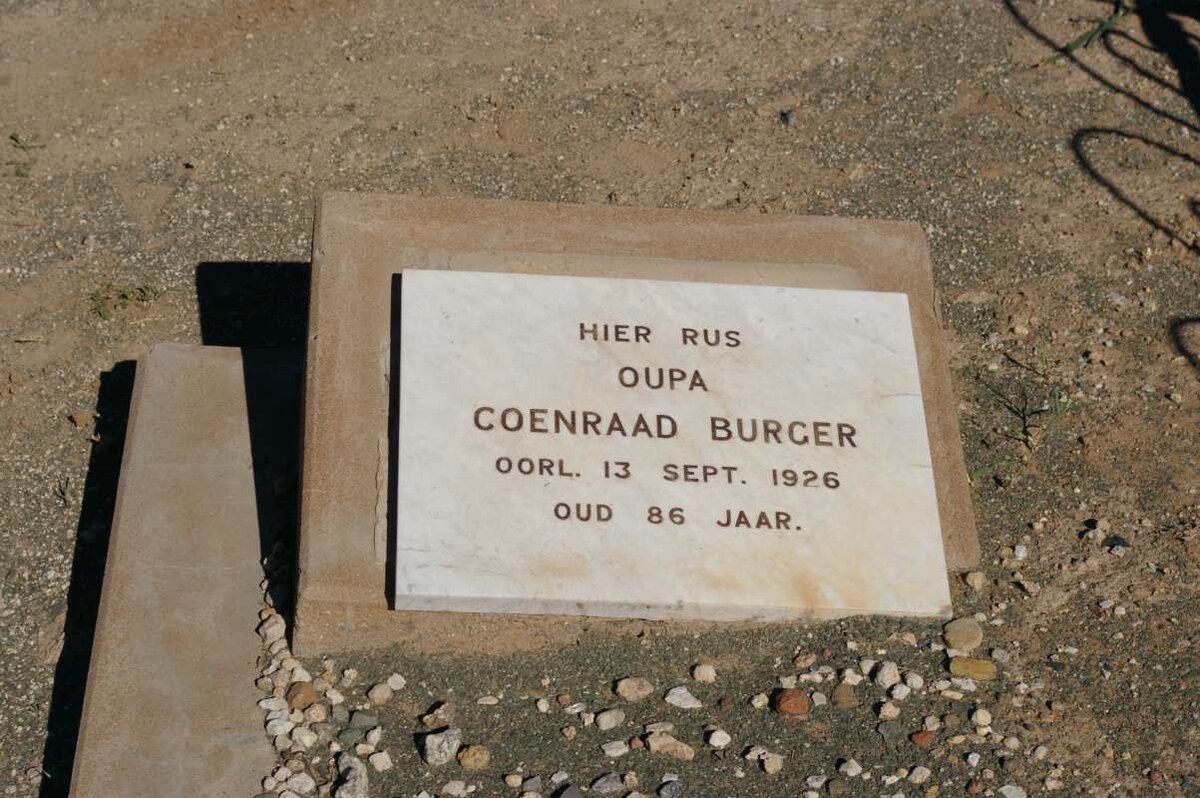 HIER RUS
OUPA
COENRAAD BURGER
OORL. 13 SEPT. 1926
OUD 86 JAAR.